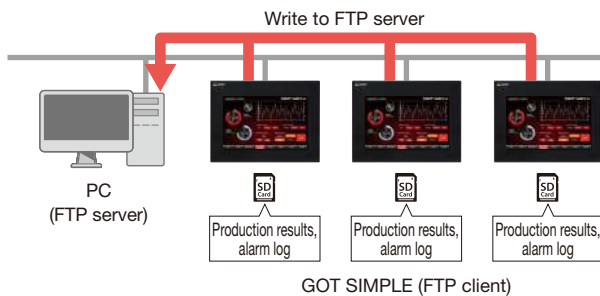 Write to FTP server
PC
(FTP server)
SD
Card
SD
Card
SD
Card
Production results,
alarm log
Production results,
alarm log
Production results,
alarm log
GOT SIMPLE (FTP client)